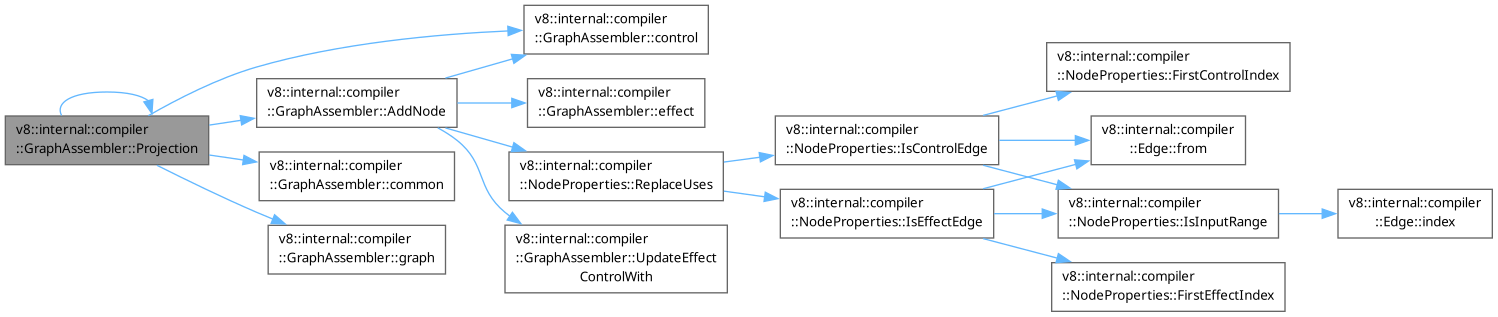 v8::internal::compiler
::GraphAssembler::Projection
v8::internal::compiler
::GraphAssembler::control
v8::internal::compiler
::GraphAssembler::AddNode
v8::internal::compiler
::GraphAssembler::effect
v8::internal::compiler
::GraphAssembler::common
v8::internal::compiler
::GraphAssembler::graph
v8::internal::compiler
::NodeProperties::ReplaceUses
v8::internal::compiler
::GraphAssembler::UpdateEffect
ControlWith
v8::internal::compiler
::NodeProperties::IsControlEdge
v8::internal::compiler
::NodeProperties::IsEffectEdge
v8::internal::compiler
::NodeProperties::FirstControlIndex
v8::internal::compiler
::Edge::from
v8::internal::compiler
::NodeProperties::IsInputRange
v8::internal::compiler
::NodeProperties::FirstEffectIndex
v8::internal::compiler
::Edge::index